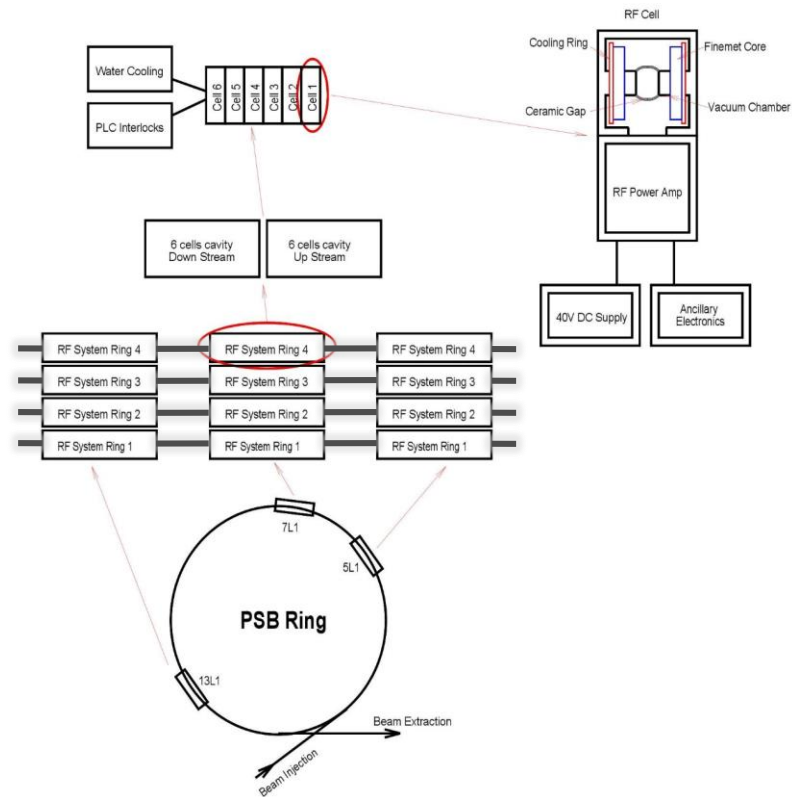 RF Cell
Cooling Ring
Finemet Core
Ceramic Gap
Vacuum Chamber
Water Cooling
PLC Interlocks
Cell 6
Cell 5
Cell 4
Cell 3
Cell 2
Cell 1
RF Power Amp
6 cells cavity
Down Stream
6 cells cavity
Up Stream
40V DC Supply
Ancillary
Electronics
RF System Ring 4
RF System Ring 4
RF System Ring 4
RF System Ring 3
RF System Ring 3
RF System Ring 3
RF System Ring 2
RF System Ring 2
RF System Ring 2
RF System Ring 1
RF System Ring 1
RF System Ring 1
7L1
5L1
PSB Ring
13L1
Beam Extraction
Beam Injection